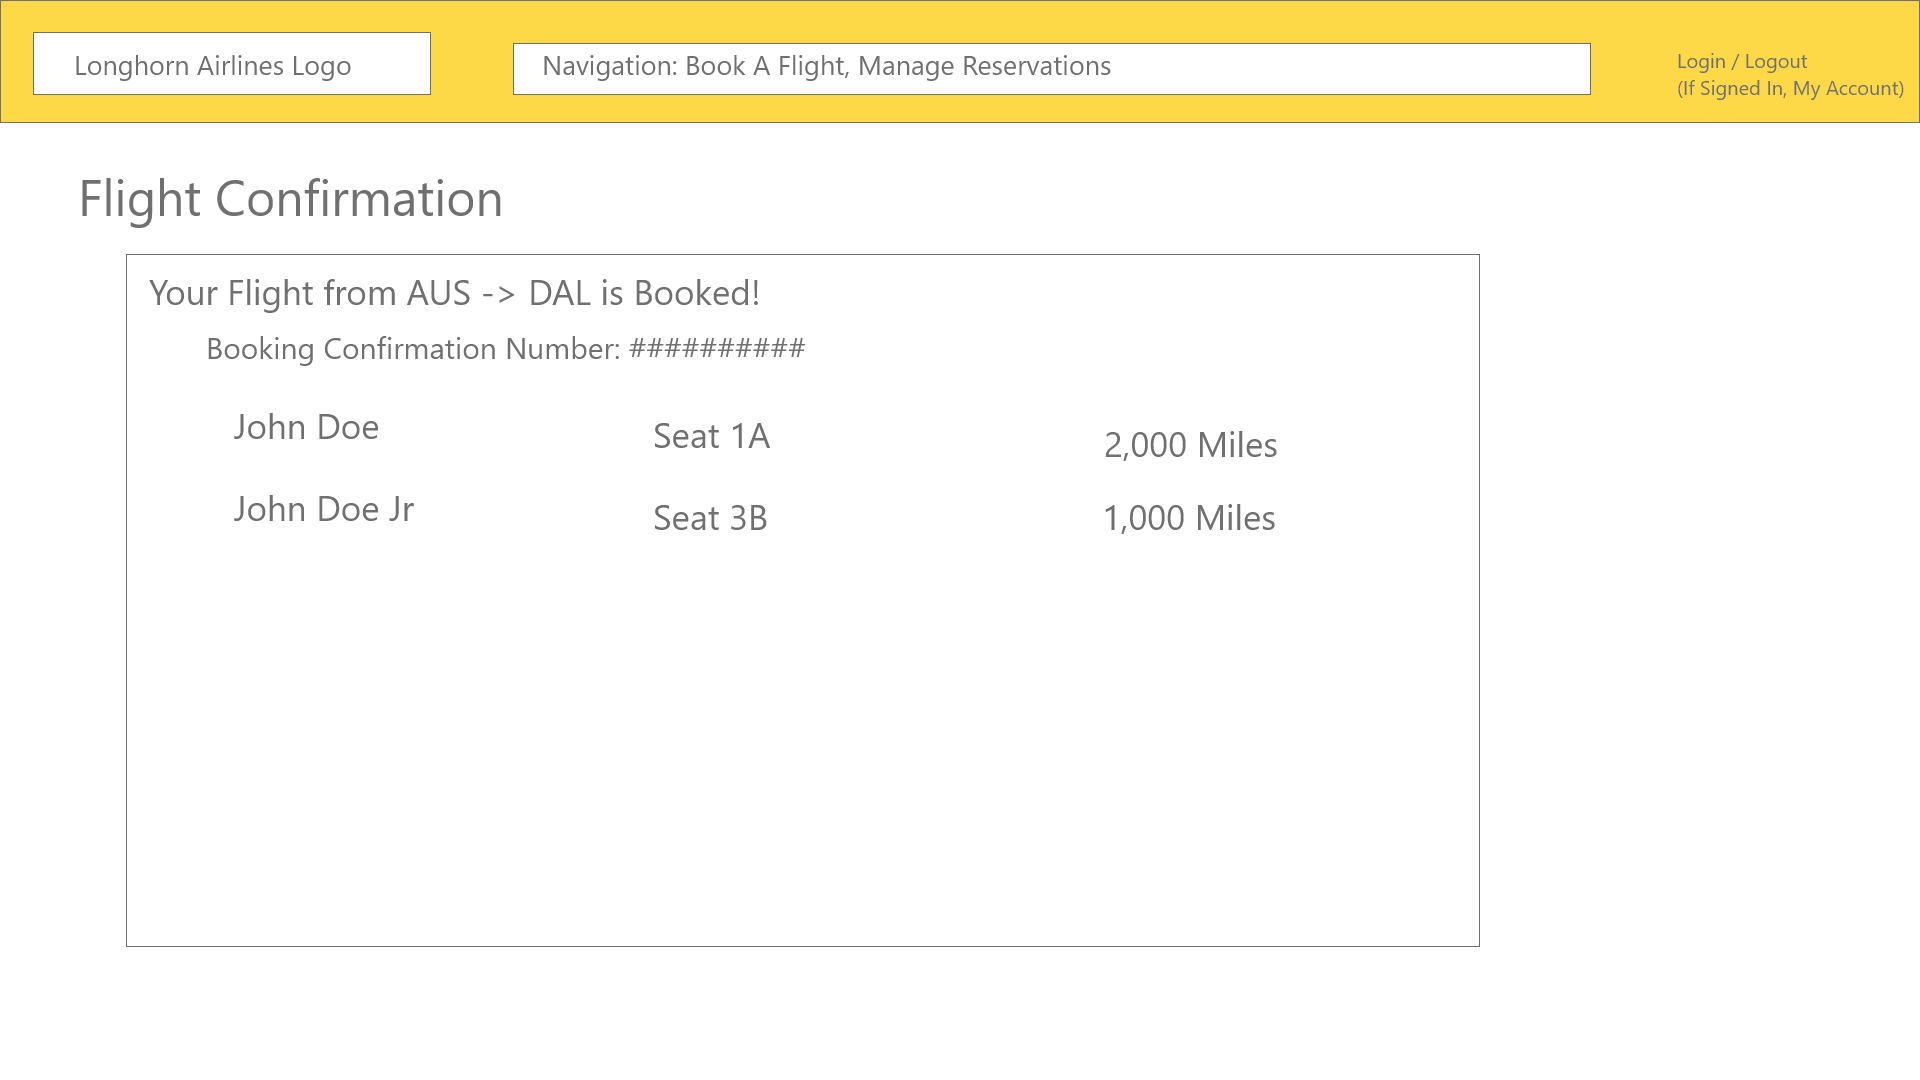 Longhorn Airlines Logo
Navigation: Book A Flight, Manage Reservations
Login / Logout
(If Signed In, My Account)
Flight Confirmation
Your Flight from AUS -> DAL is Booked!
Booking Confirmation Number: ##########
John Doe Seat 1A 2,000 Miles
John Doe Jr Seat 3B 1,000 Miles